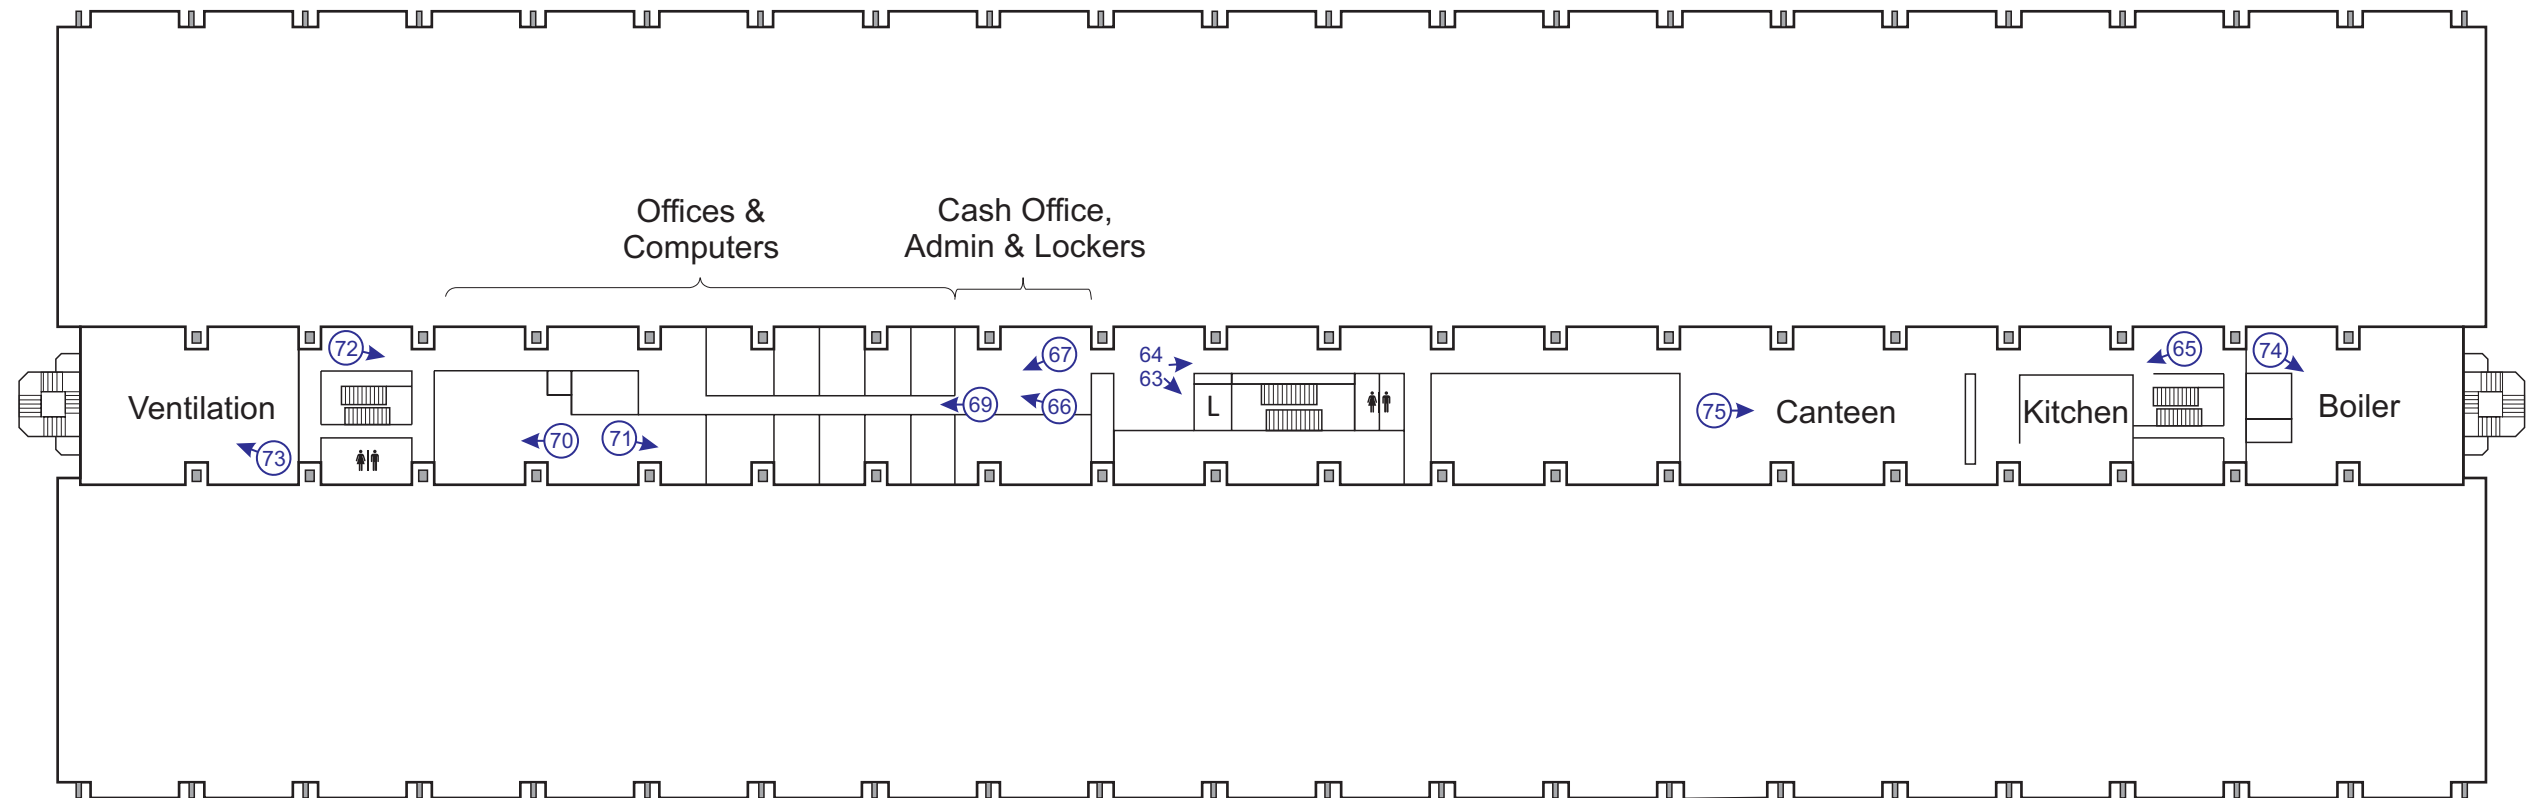 Offices &
Computers
Cash Office,
Admin & Lockers
72
67
64
63
65
74
Ventilation
69
66
L
75
Canteen
Kitchen
Boiler
73
70
71